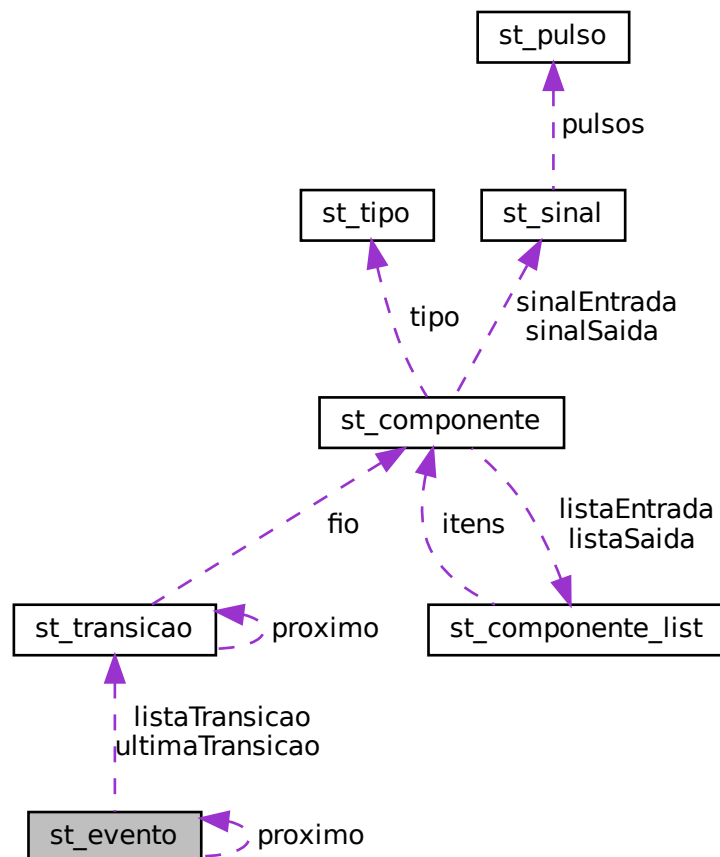 st_pulso
pulsos
st_tipo
st_sinal
tipo
sinalEntrada
sinalSaida
st_componente
fio
itens
listaEntrada
listaSaida
st_transicao
proximo
st_componente_list
listaTransicao
ultimaTransicao
st_evento
proximo